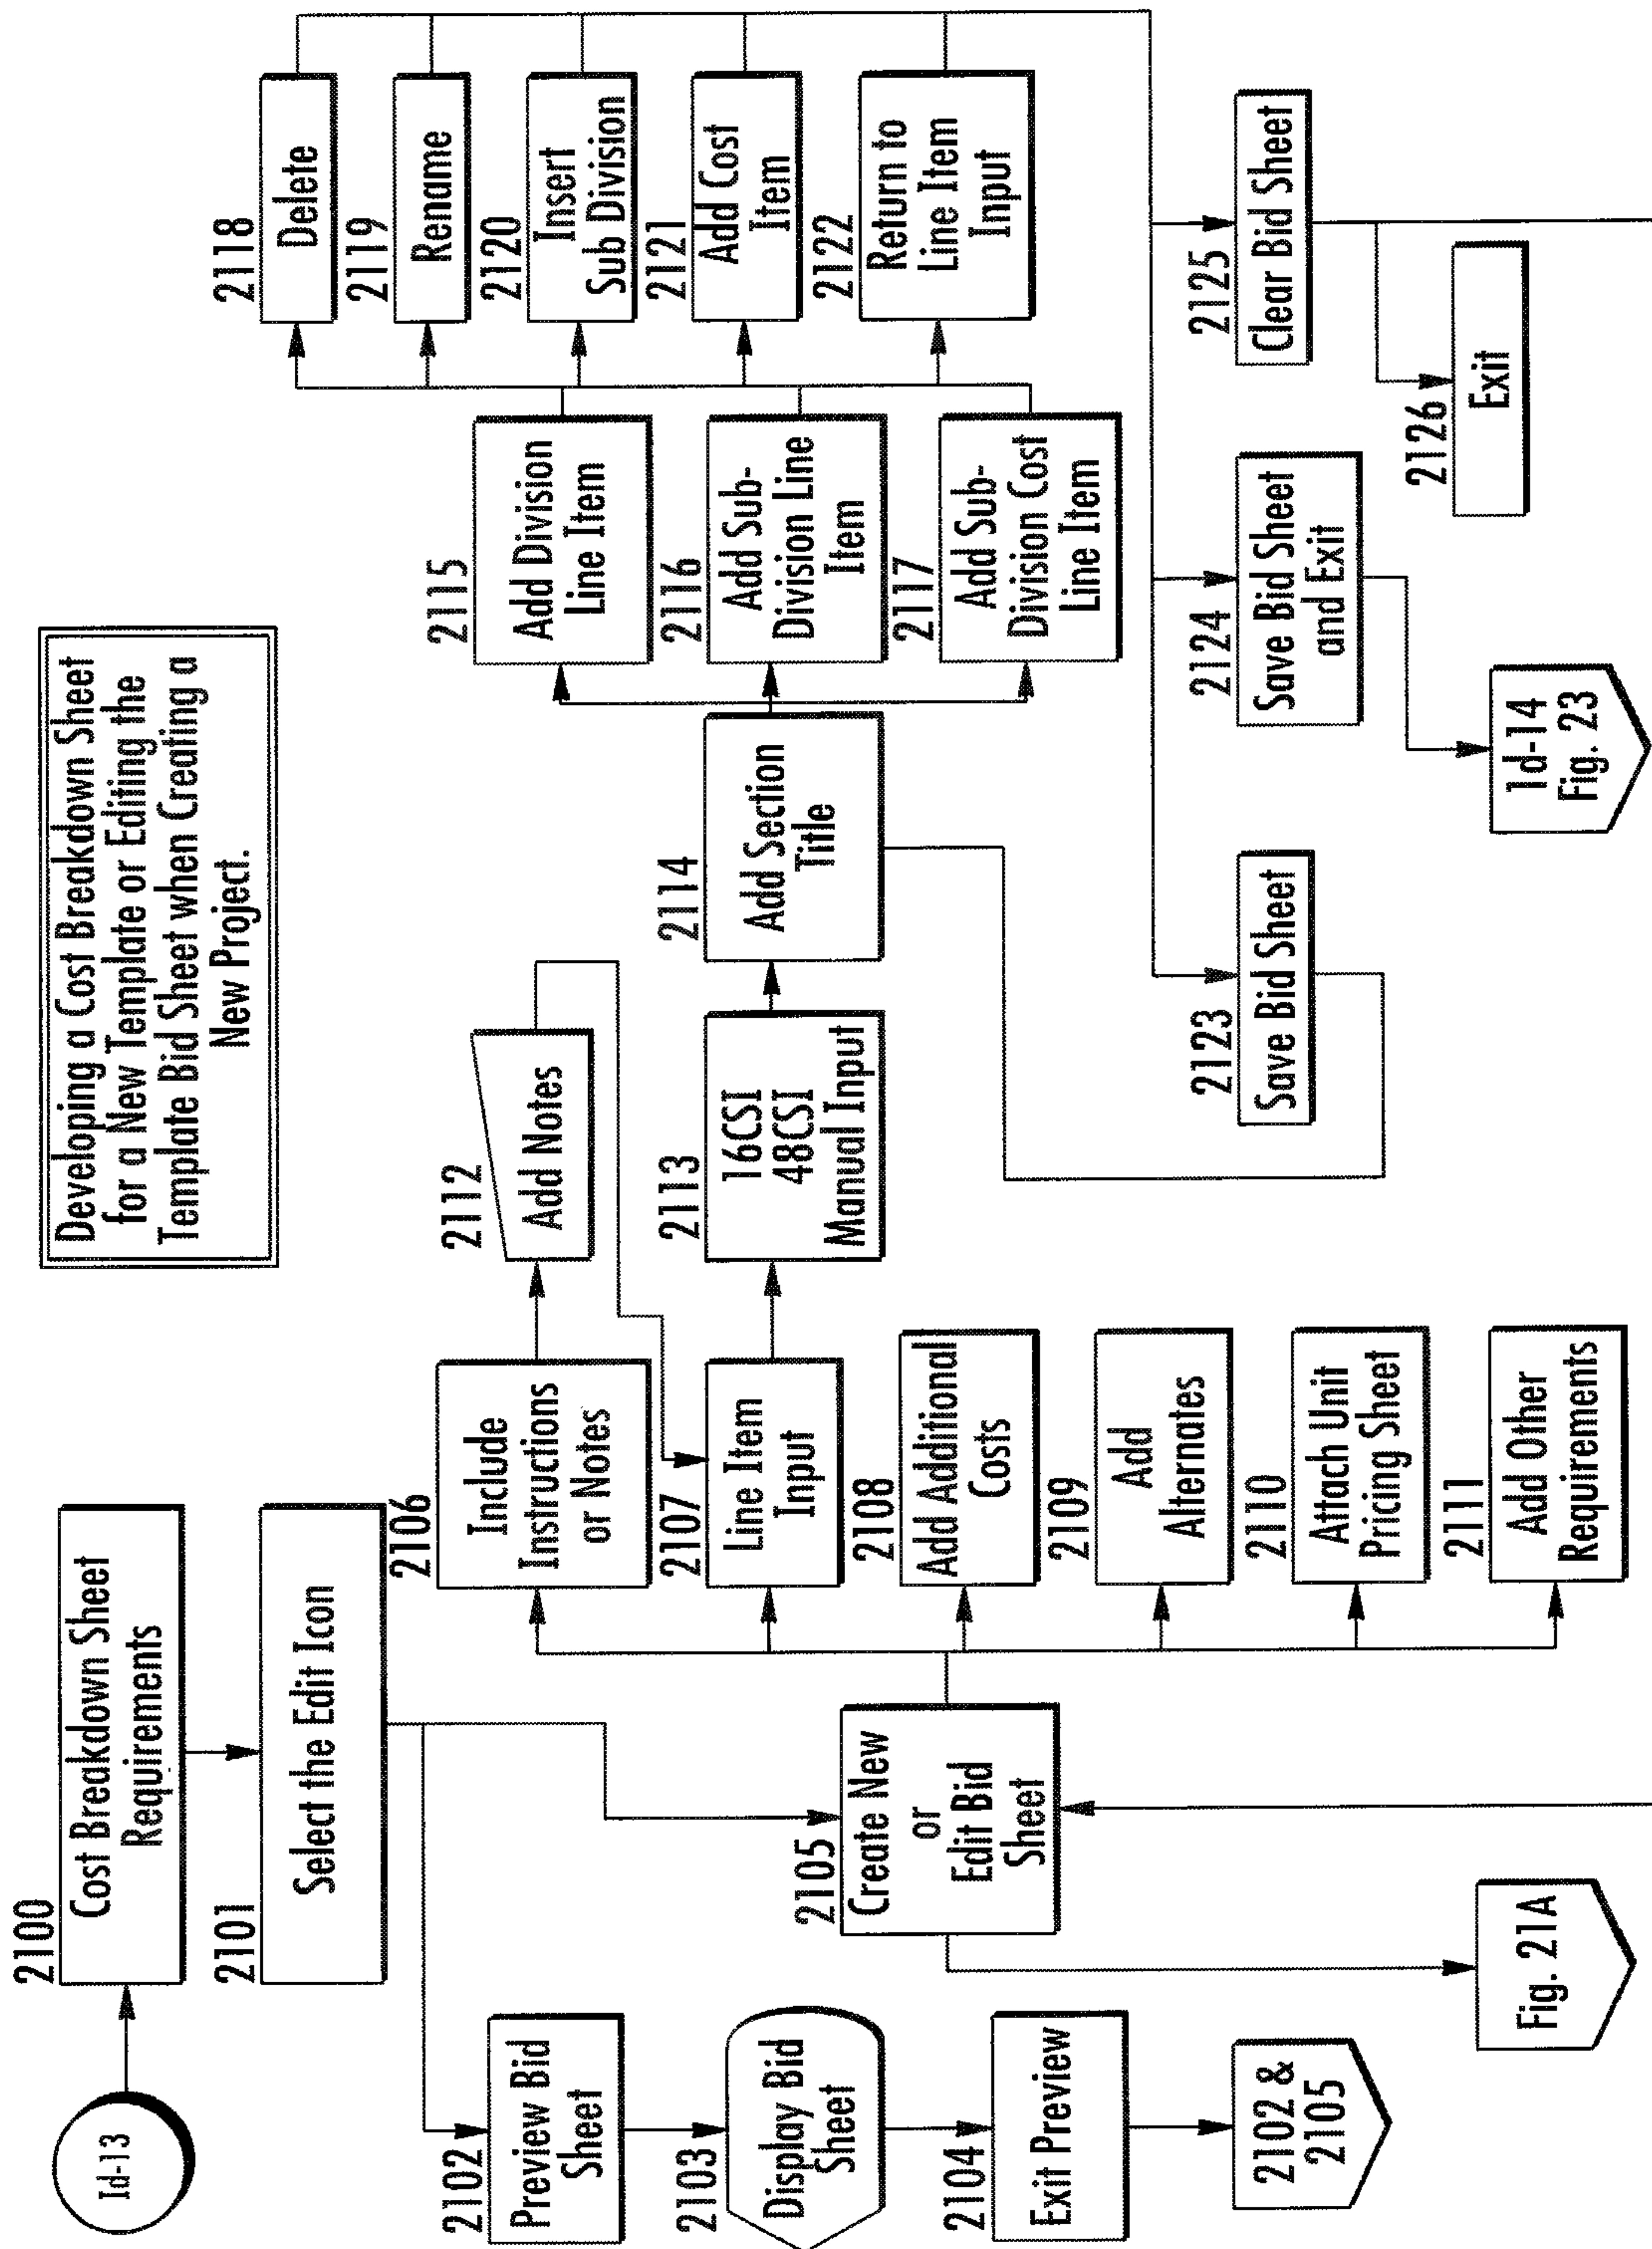 Developing a Cost Breakdown Sheet
for a New Template or Editing the
Template Bid Sheet when Creating a
New Project.
Id-13
2100
Cost Breakdown Sheet
Requirements
2101
Select the Edit Icon
2102
Preview Bid
Sheet
2103
Display Bid
Sheet
2104
Exit Preview
2102 &
2105
2105
Create New
or
Edit Bid
Sheet
Fig. 21A
2106
Include
Instructions
or Notes
2107
Line Item
Input
2108
Add Additional
Costs
2109
Add
Alternates
2110
Attach Unit
Pricing Sheet
2111
Add Other
Requirements
2112
Add Notes
2113
16CSI
48CSI
Manual Input
2114
Add Section
Title
2115
Add Division
Line Item
2116
Add Sub-
Division Line
Item
2117
Add Sub-
Division Cost
Line Item
2118
Delete
2119
Rename
2120
Insert
Sub Division
2121
Add Cost
Item
2122
Return to
Line Item
Input
2123
Save Bid Sheet
2124
Save Bid Sheet
and Exit
1d-14
Fig. 23
2125
Clear Bid Sheet
2126
Exit